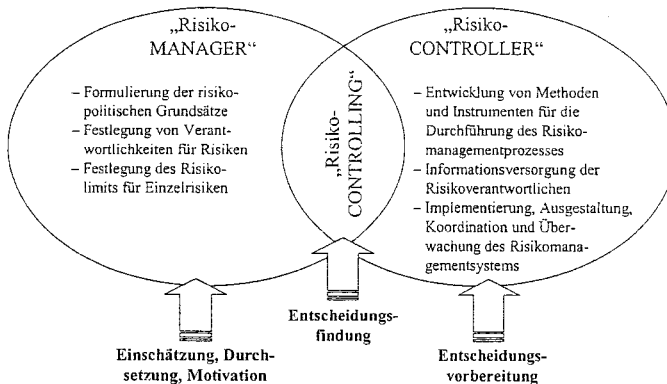 „Risiko-
MANAGER“
– Formulierung der risiko-
politischen Grundsätze
– Festlegung von Verant-
wortlichkeiten für Risiken
– Festlegung des Risiko-
limits für Einzelrisiken
„Risiko-
CONTROLLING“
„Risiko-
CONTROLLER“
– Entwicklung von Methoden
und Instrumenten für die
Durchführung des Risiko-
managementprozesses
– Informationsversorgung der
Risikoverantwortlichen
– Implementierung, Ausgestaltung,
Koordination und Über-
wachung des Risikomana-
gementsystems
Einschätzung, Durch-
setzung, Motivation
Entscheidungs-
findung
Entscheidungs-
vorbereitung